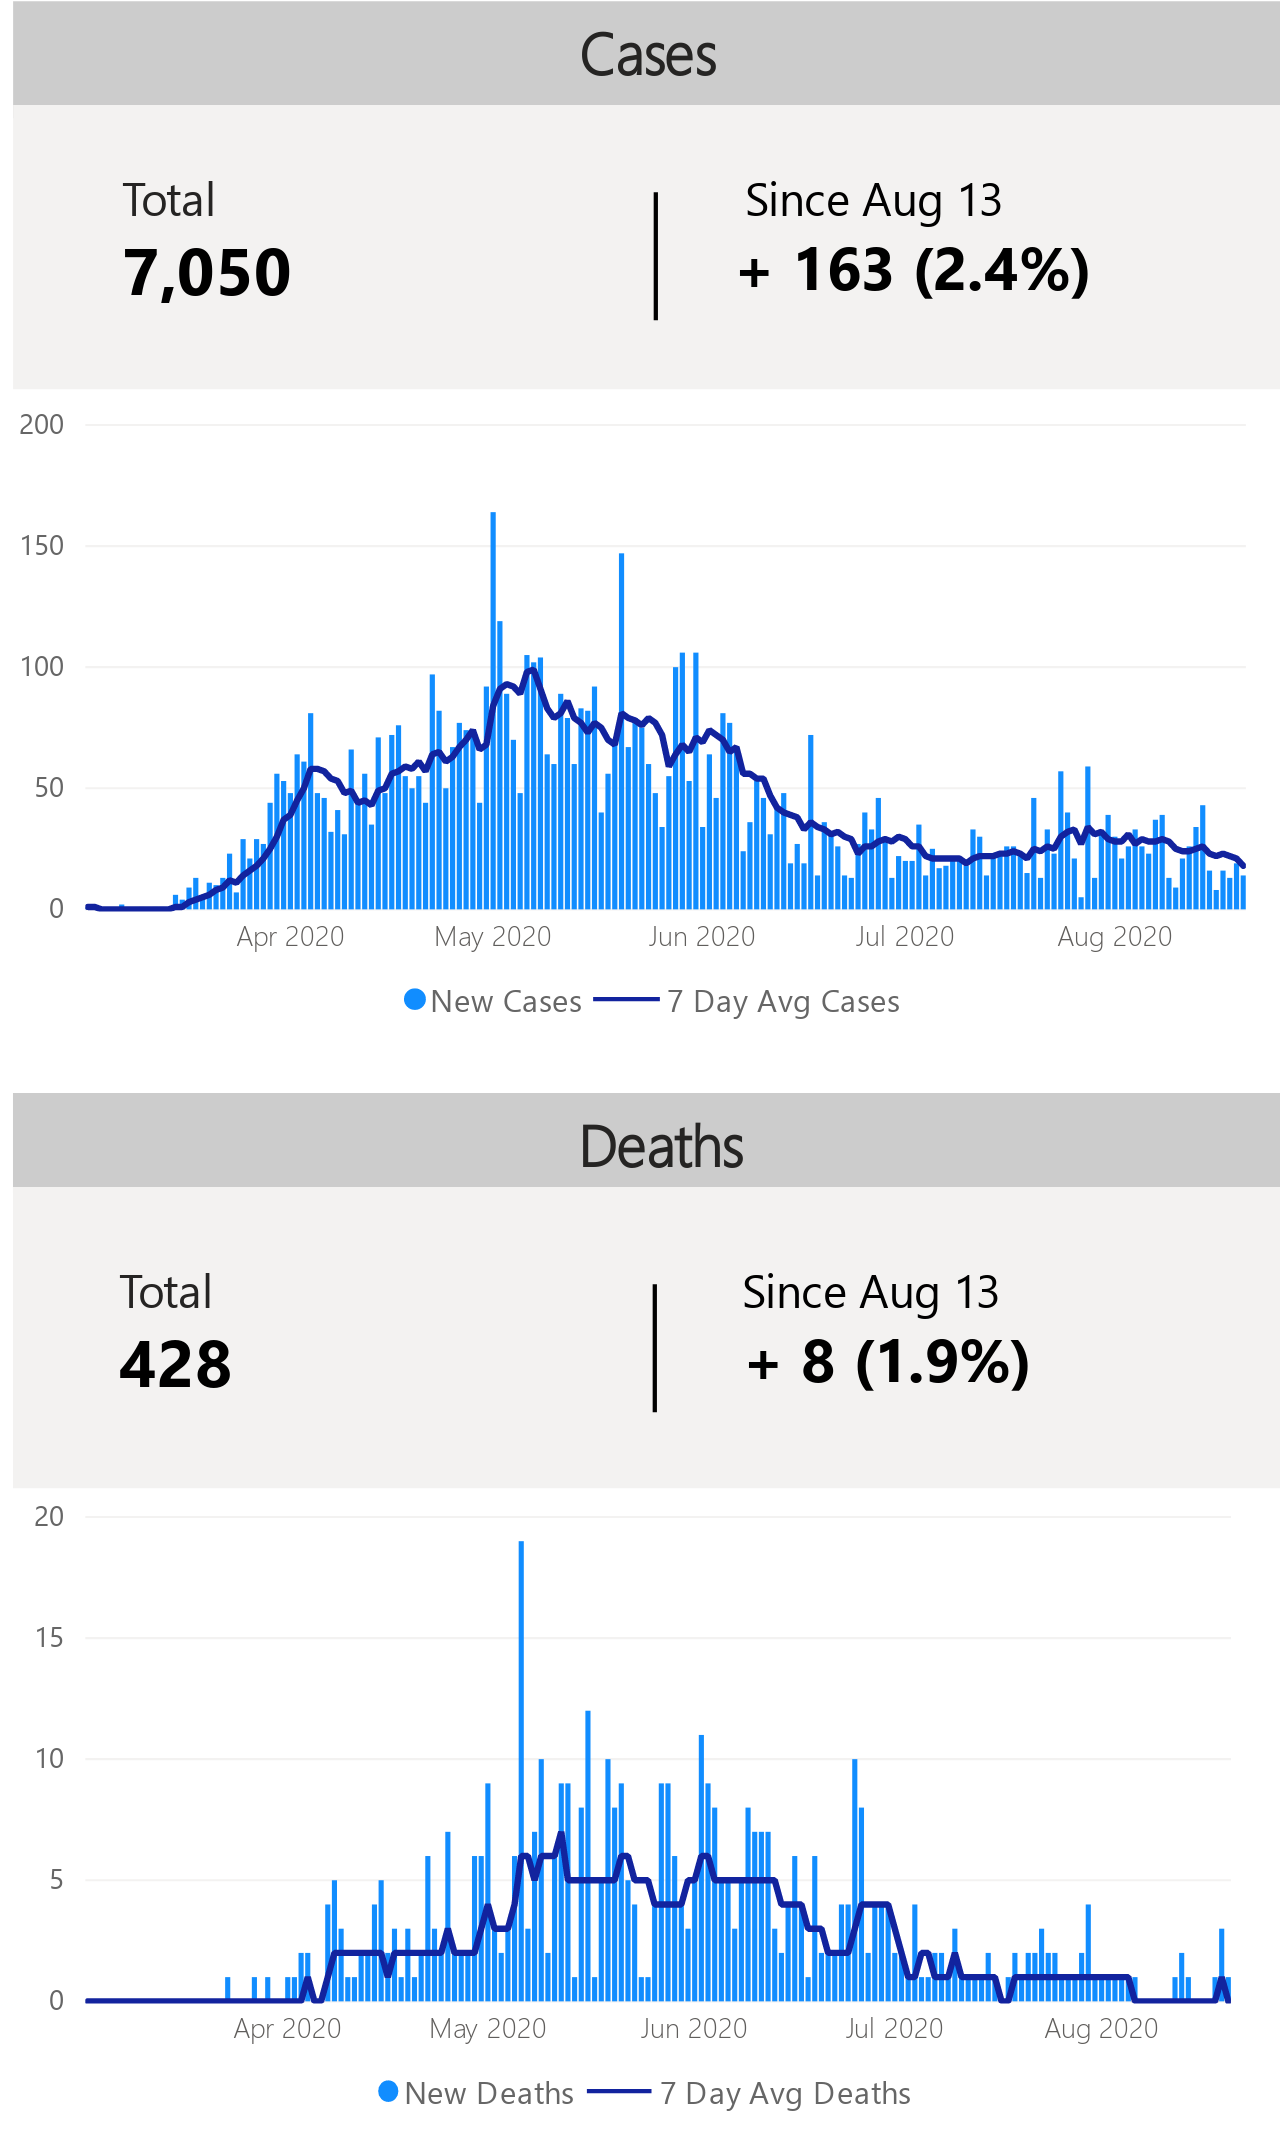 Cases
Total
Since Aug 13
7,050
+ 163 (2.4%)
200
150
100
50
0
Apr 2020 May 2020 Jun 2020 Jul 2020 Aug 2020
New Cases 7 Day Avg Cases
Deaths
Total
Since Aug 13
428
+ 8 (1.9%)
20
15
10
5
0
Apr 2020 May 2020 Jun 2020 Jul 2020 Aug 2020
New Deaths 7 Day Avg Deaths